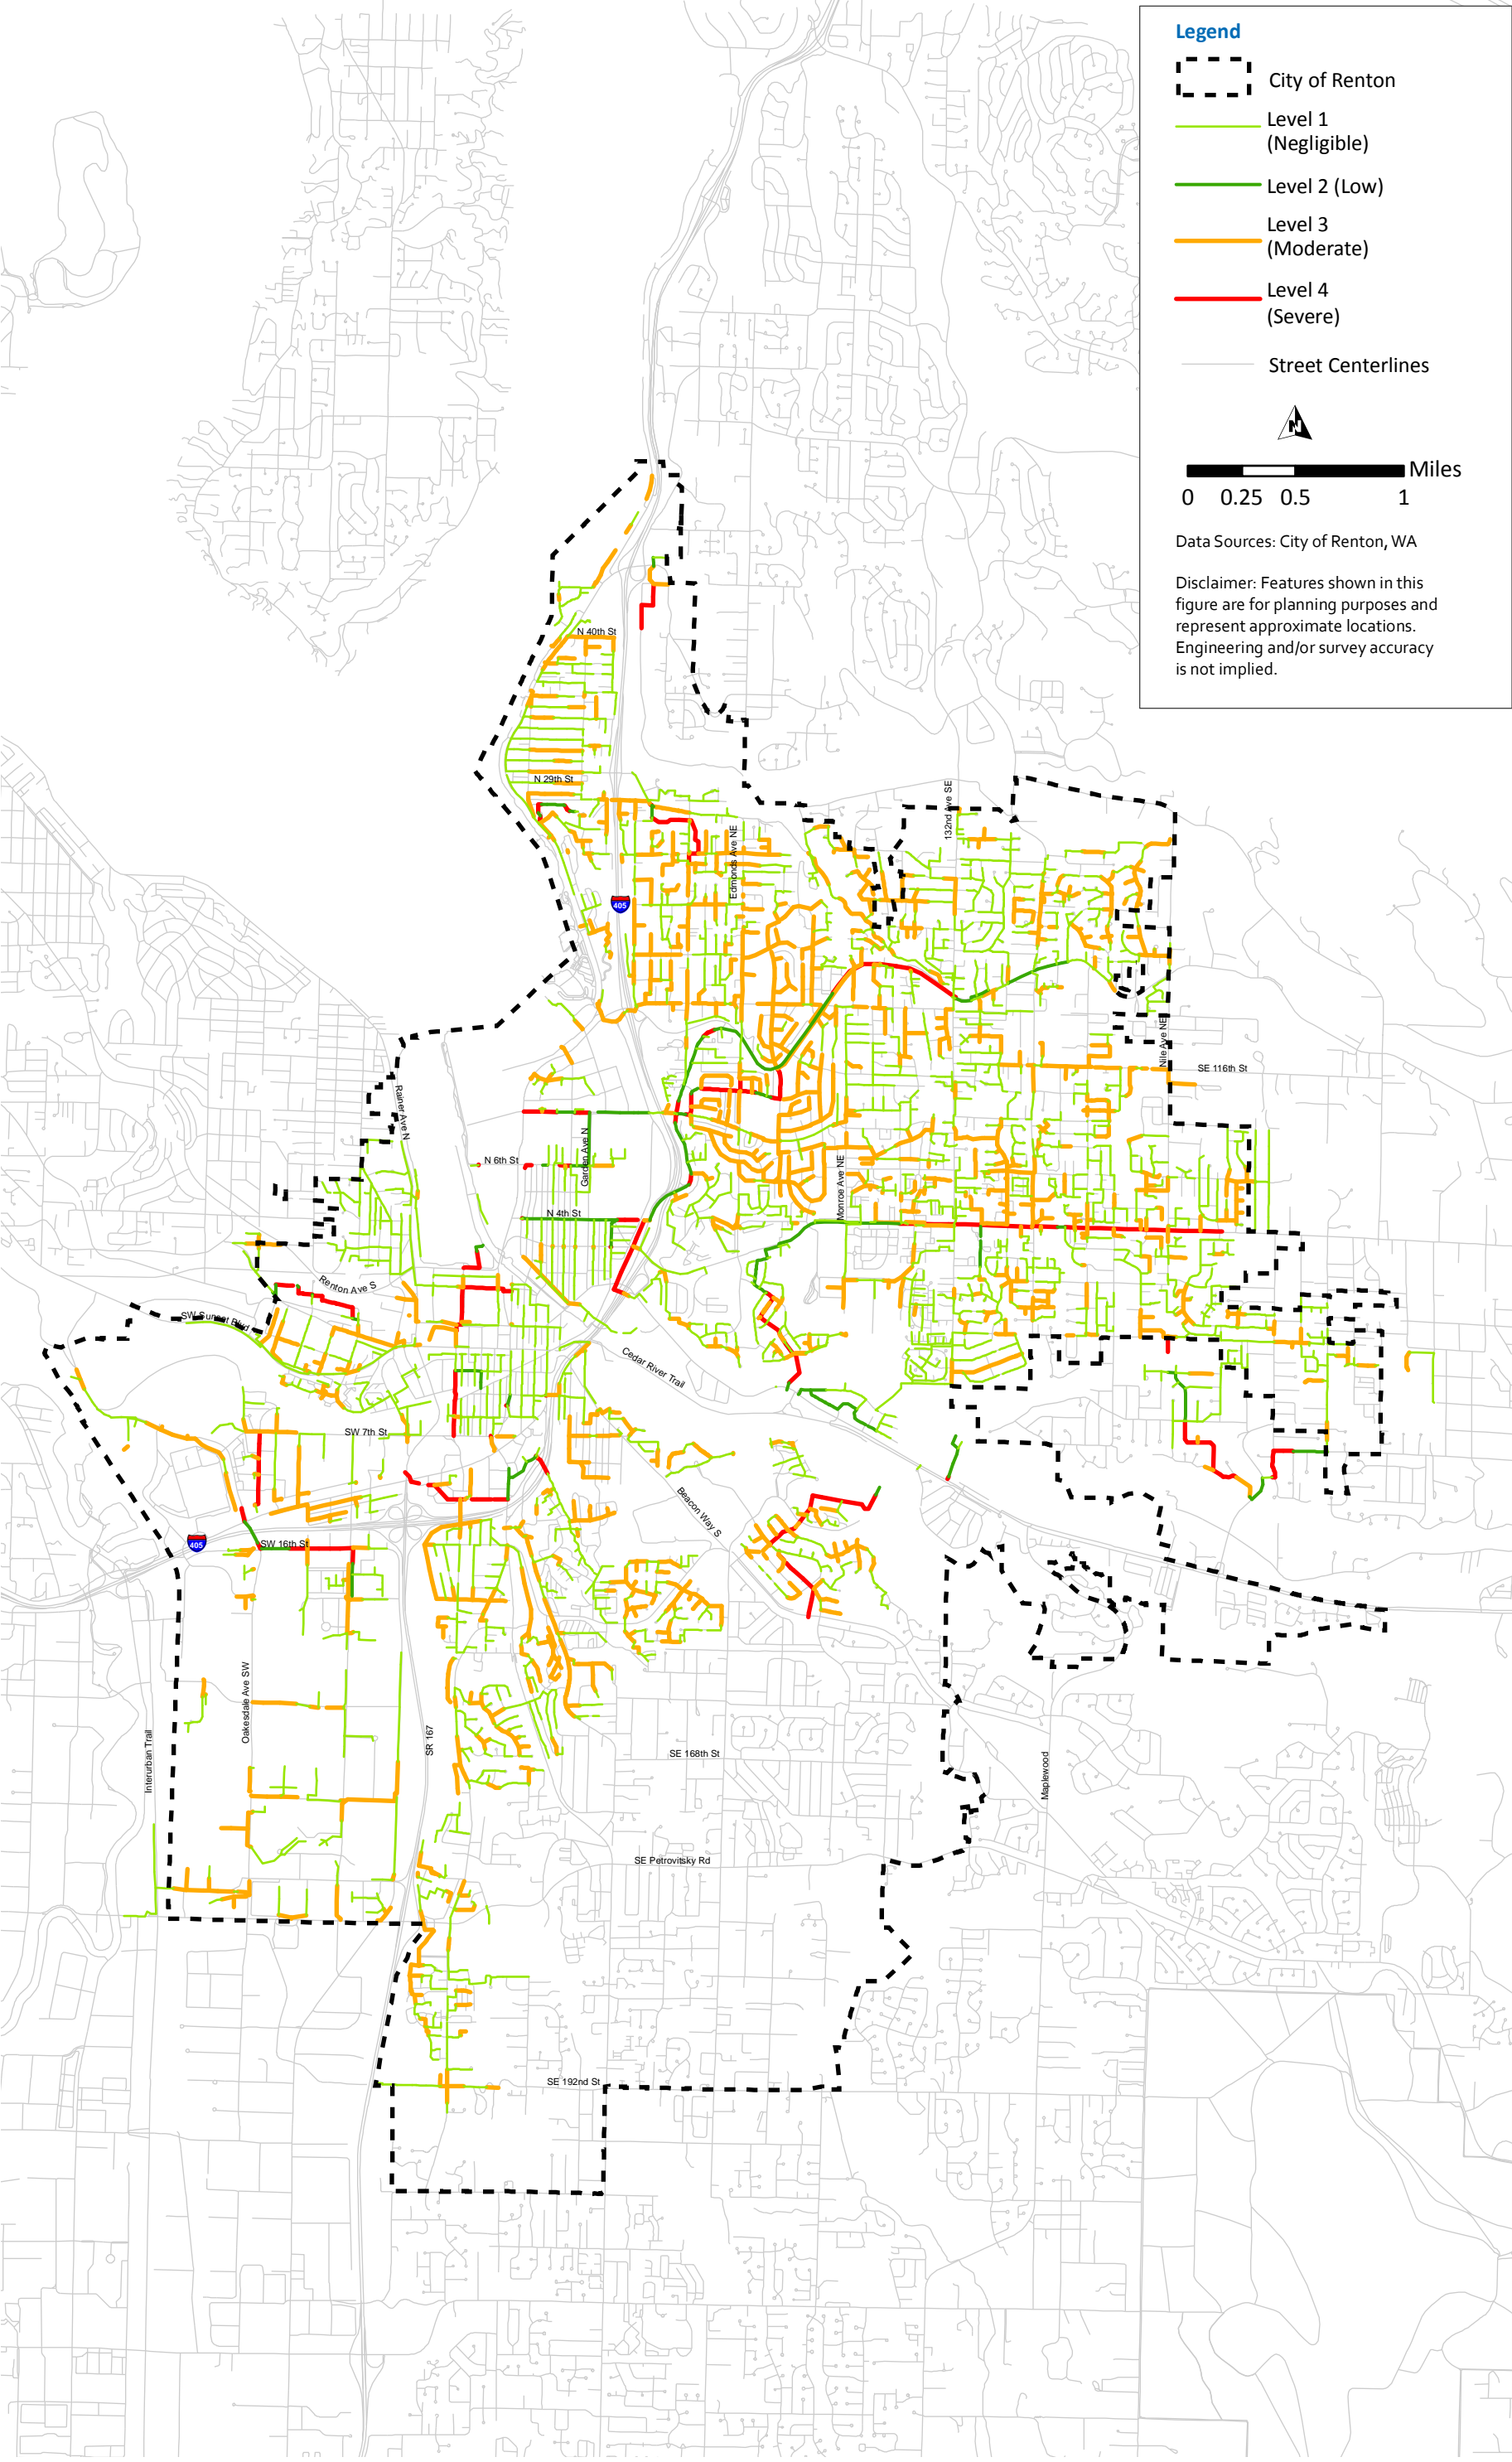 Legend
City of Renton
Level 1
(Negligible)
Level 2 (Low)
Level 3
(Moderate)
Level 4
(Severe)
Street Centerlines
N
Miles
0 0.25 0.5 1
Data Sources: City of Renton, WA
Disclaimer: Features shown in this
figure are for planning purposes and
represent approximate locations.
Engineering and/or survey accuracy
is not implied.
N 40th St
N 29th St
132nd Ave SE
Edmonds Ave NE
405
Nile Ave NE
SE 116th St
Rainer Ave N
Garden Ave N
N 6th St
Monroe Ave NE
N 4th St
Renton Ave S
SW Sunset Blvd
Cedar River Trail
SW 7th St
Beacon Way S
405
SW 16th St
Oakesdale Ave SW
Interurban Trail
SR 167
SE 168th St
Maplewood
SE Petrovitsky Rd
SE 192nd St